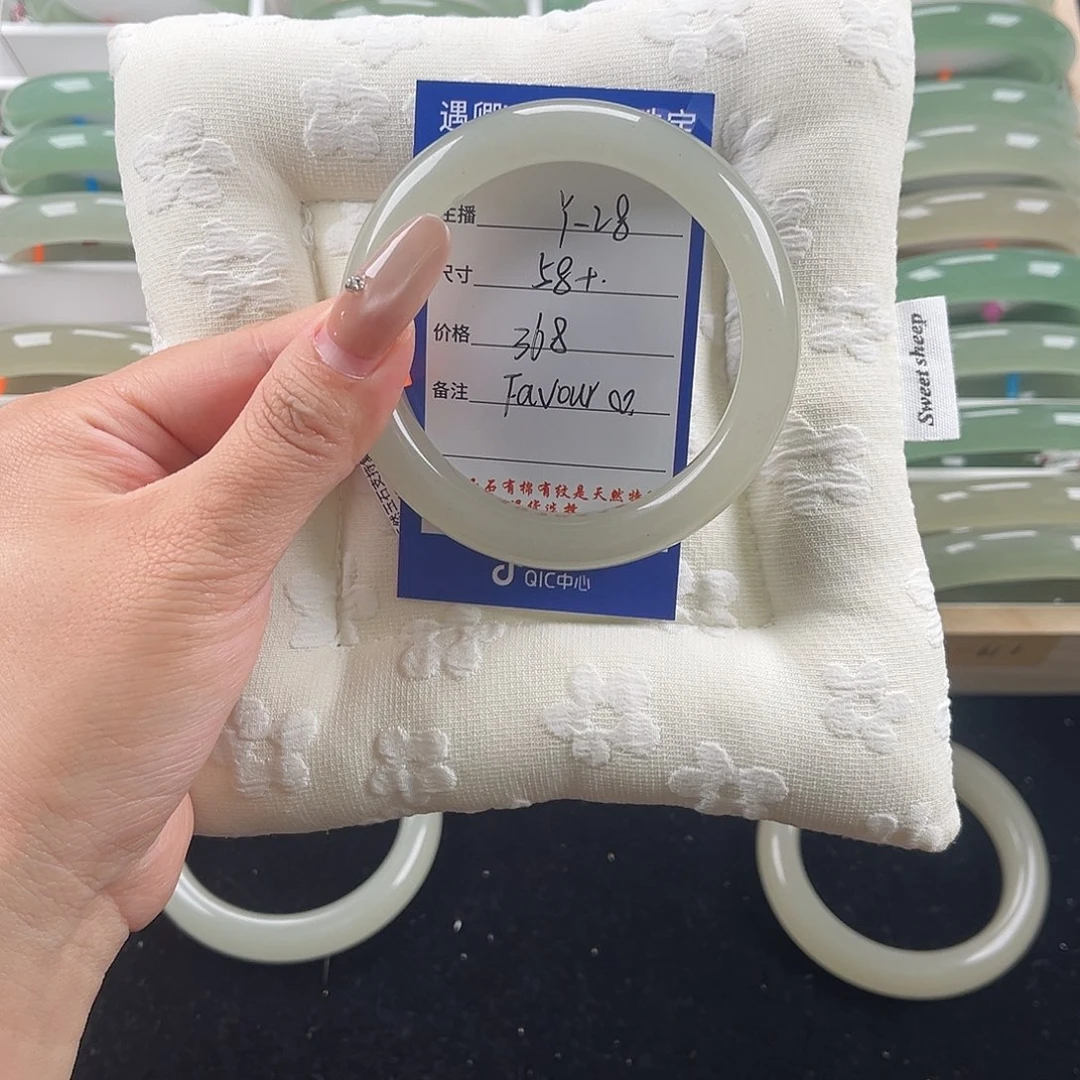 遇
主播 Y-28
尺寸 58+.
价格 368
备注 Favour ♡
石有棉有纹是天然
QIC中心
Sweet sheep